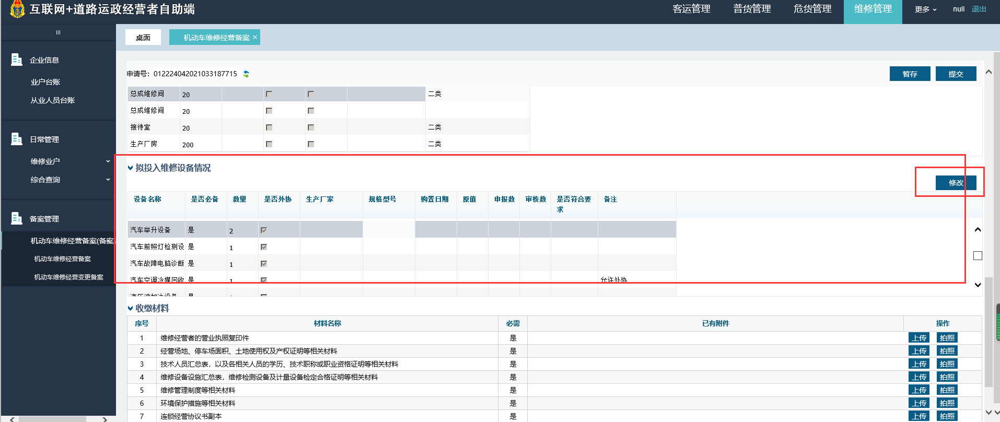 互联网+道路运政经营者自助端
客运管理 普货管理 危货管理 维修管理 更多 null 退出
桌面 机动车维修经营备案 ×
企业信息
业户台账
从业人员台账
日常管理
维修业户
综合查询
备案管理
机动车维修经营备案(备案
机动车维修经营备案
机动车维修经营变更备案
申请号: 012224042021033187715 暂存 提交
总成维修间 20 二类
总成维修间 20
接待室 20 二类
生产厂房 200 二类
拟投入维修设备情况
修改
设备名称 是否必备 数量 是否外协 生产厂家 规格型号 购置日期 原值 申报数 审核数 是否符合要求 备注
汽车举升设备 是 2
汽车前照灯检测设 是 1
汽车故障电脑诊断 是 1
汽车空调冷媒回收 是 1 允许外协
液压油加注设备 是
收缴材料
序号 材料名称 必需 已有附件 操作
1 维修经营者的营业执照复印件 是 上传 拍照
2 经营场地、停车场面积、土地使用权及产权证明等相关材料 是 上传 拍照
3 技术人员汇总表，以及各相关人员的学历、技术职称或职业资格证明等相关材料 是 上传 拍照
4 维修设备设施汇总表，维修检测设备及计量设备检定合格证明等相关材料 是 上传 拍照
5 维修管理制度等相关材料 是 上传 拍照
6 环境保护措施等相关材料 是 上传 拍照
7 连锁经营协议书副本 是 上传 拍照